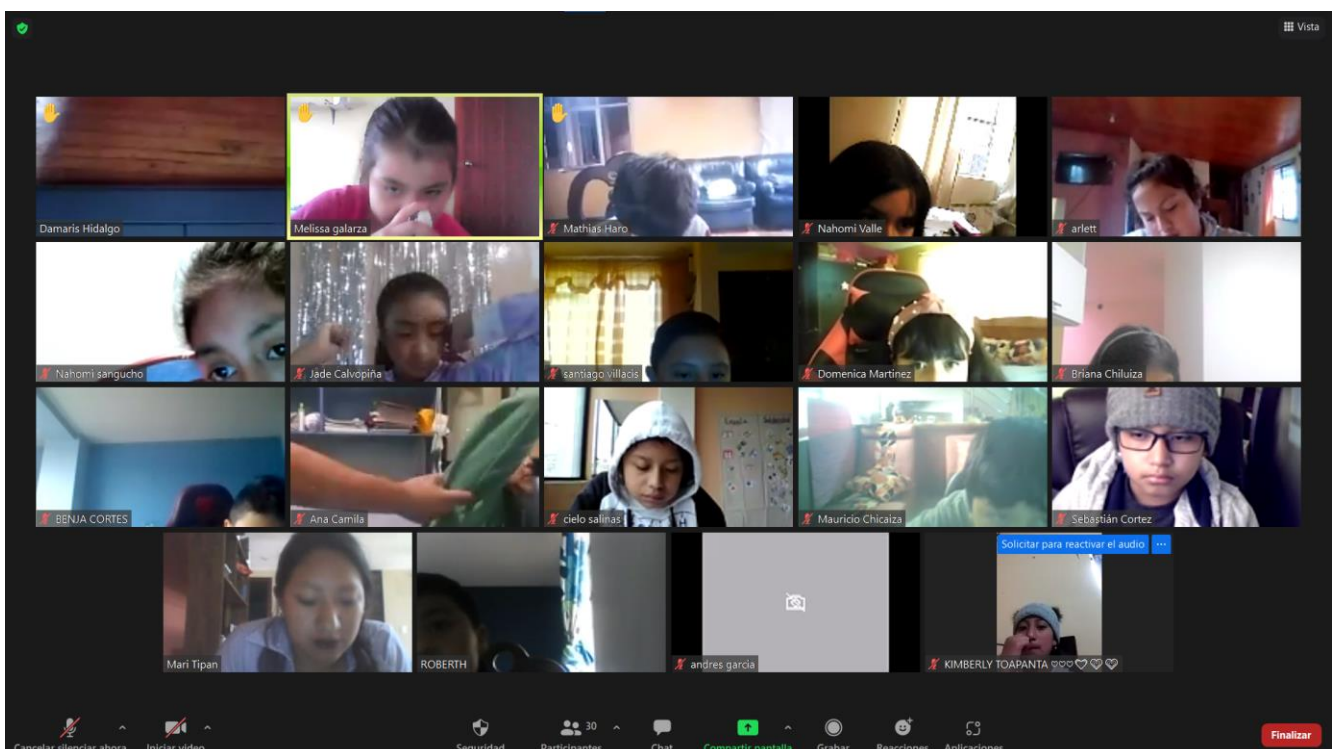 Vista
Damaris Hidalgo
Melissa galarza
Mathias Haro
Nahomi Valle
arlett
Nahomi sangucho
Jade Calvopiña
santiago villacis
Domenica Martinez
Briana Chiluiza
BENJA CORTES
Ana Camila
cielo salinas
Mauricio Chicaiza
Sebastián Cortez
Solicitar para reactivar el audio ...
Mari Tipan
ROBERTH
andres garcia
KIMBERLY TOAPANTA ♡♡♡♡♡♡
30
Cancelar silenciar ahora
Iniciar video
Seguridad
Participantes
Chat
Compartir pantalla
Grabar
Reacciones
Aplicaciones
Finalizar